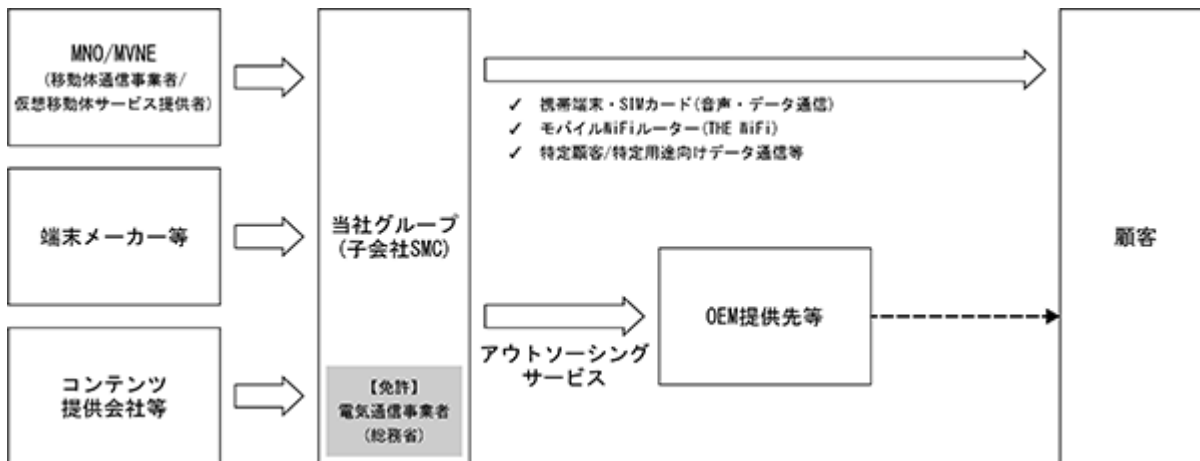 MNO/MVNE
(移動体通信事業者/
仮想移動体サービス提供者)
端末メーカー等
コンテンツ
提供会社等
当社グループ
(子会社SMC)
【免許】
電気通信事業者
(総務省)
✓ 携帯端末・SIMカード(音声・データ通信)
✓ モバイルWiFiルーター(THE WiFi)
✓ 特定顧客/特定用途向けデータ通信等
アウトソーシング
サービス
OEM提供先等
顧客